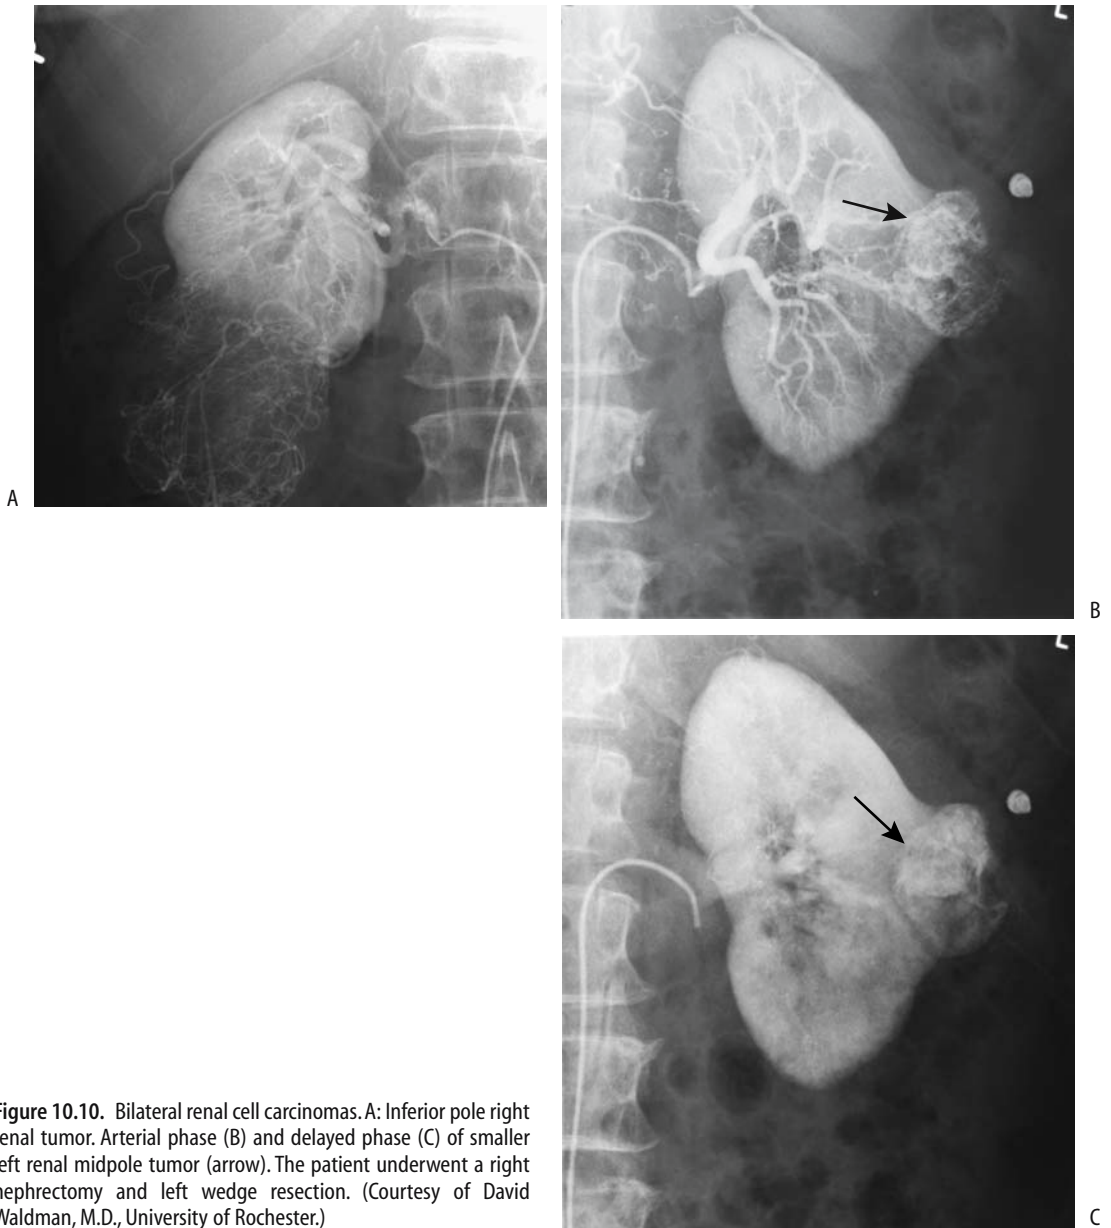 L
A
B
L
C
Figure 10.10. Bilateral renal cell carcinomas. A: Inferior pole right
renal tumor. Arterial phase (B) and delayed phase (C) of smaller
left renal midpole tumor (arrow). The patient underwent a right
nephrectomy and left wedge resection. (Courtesy of David
Waldman, M.D., University of Rochester.)